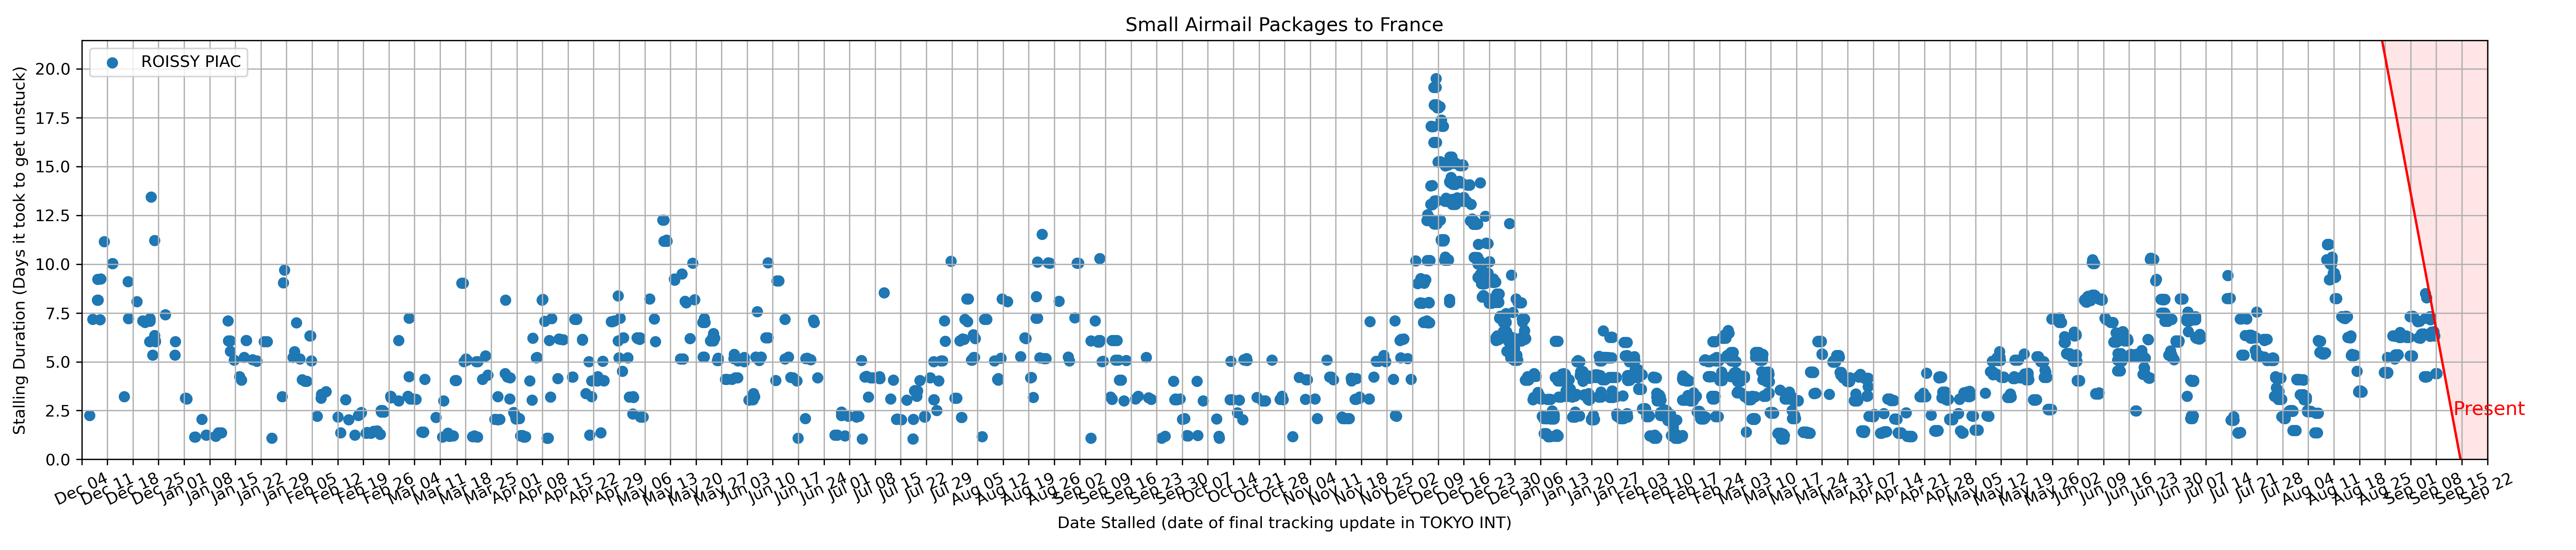 Small Airmail Packages to France
ROISSY PIAC
Stalling Duration (Days it took to get unstuck)
20.0
17.5
15.0
12.5
10.0
7.5
5.0
2.5
0.0
Present
Dec 04
Dec 11
Dec 18
Dec 25
Jan 01
Jan 08
Jan 15
Jan 22
Jan 29
Feb 05
Feb 12
Feb 19
Feb 26
Mar 04
Mar 11
Mar 18
Mar 25
Apr 01
Apr 08
Apr 15
Apr 22
Apr 29
May 06
May 13
May 20
May 27
Jun 03
Jun 10
Jun 17
Jun 24
Jul 01
Jul 08
Jul 15
Jul 22
Jul 29
Aug 05
Aug 12
Aug 19
Aug 26
Sep 02
Sep 09
Sep 16
Sep 23
Sep 30
Oct 07
Oct 14
Oct 21
Oct 28
Nov 04
Nov 11
Nov 18
Nov 25
Dec 02
Dec 09
Dec 16
Dec 23
Dec 30
Jan 06
Jan 13
Jan 20
Jan 27
Feb 03
Feb 10
Feb 17
Feb 24
Mar 03
Mar 10
Mar 17
Mar 24
Mar 31
Apr 07
Apr 14
Apr 21
Apr 28
May 05
May 12
May 19
May 26
Jun 02
Jun 09
Jun 16
Jun 23
Jun 30
Jul 07
Jul 14
Jul 21
Jul 28
Aug 04
Aug 11
Aug 18
Aug 25
Sep 01
Sep 08
Sep 15
Sep 22
Date Stalled (date of final tracking update in TOKYO INT)